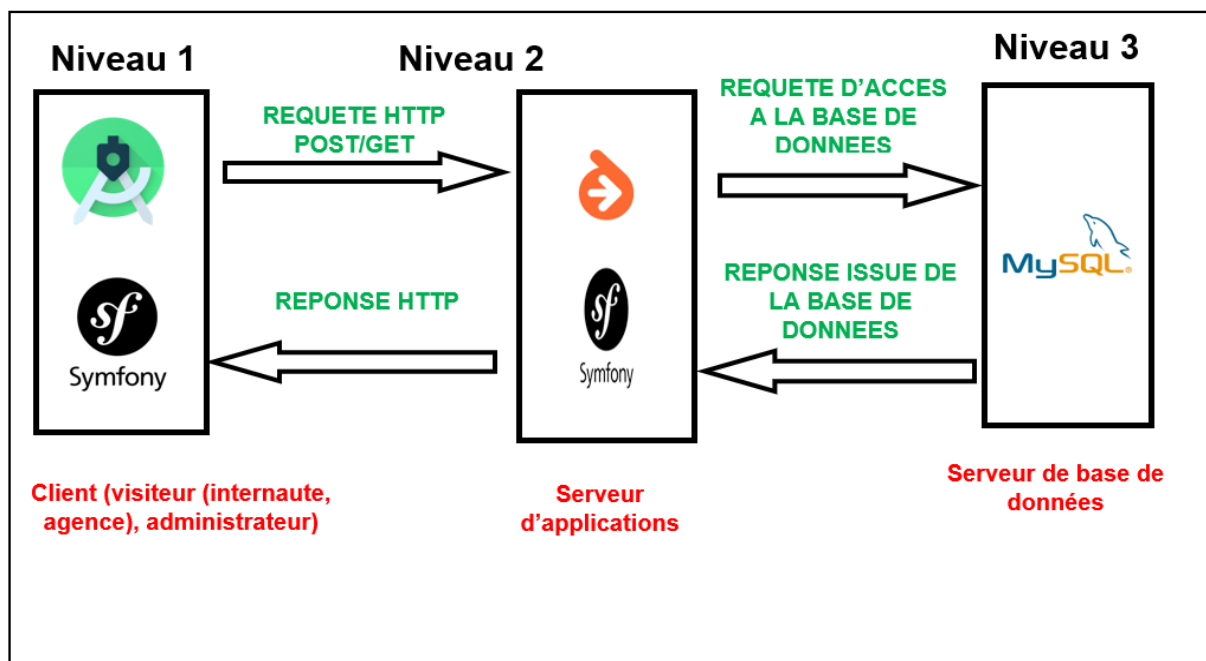 Niveau 1
Niveau 2
Niveau 3
REQUETE HTTP
POST/GET
REQUETE D'ACCES
A LA BASE DE
DONNEES
sf
Symfony
REPONSE HTTP
sf
Symfony
REPONSE ISSUE DE
LA BASE DE
DONNEES
MySQL®
Client (visiteur (internaute,
agence), administrateur)
Serveur
d'applications
Serveur de base de
données